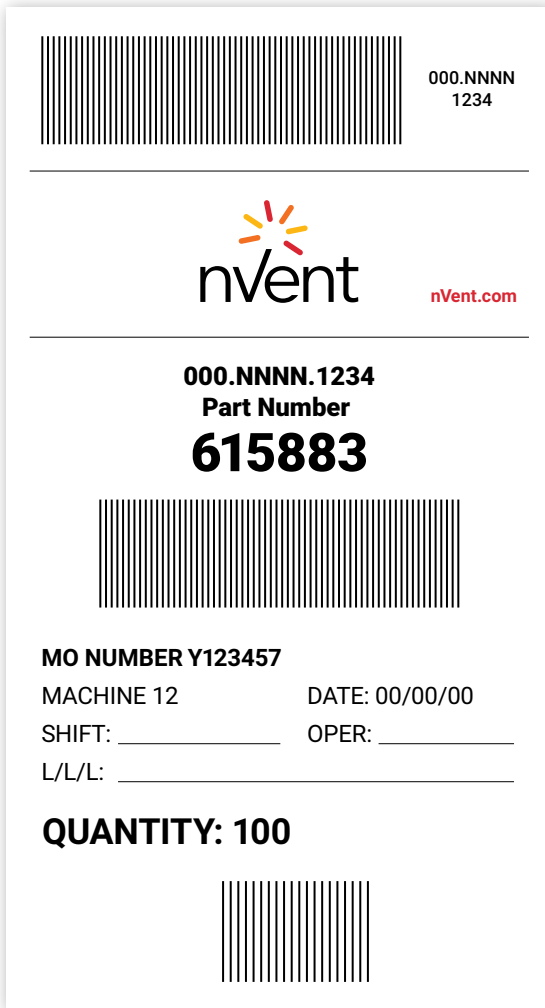 000.NNNN
1234
nVent
nVent.com
000.NNNN.1234
Part Number
615883
MO NUMBER Y123457
MACHINE 12 DATE: 00/00/00
SHIFT: OPER:
L/L/L:
QUANTITY: 100